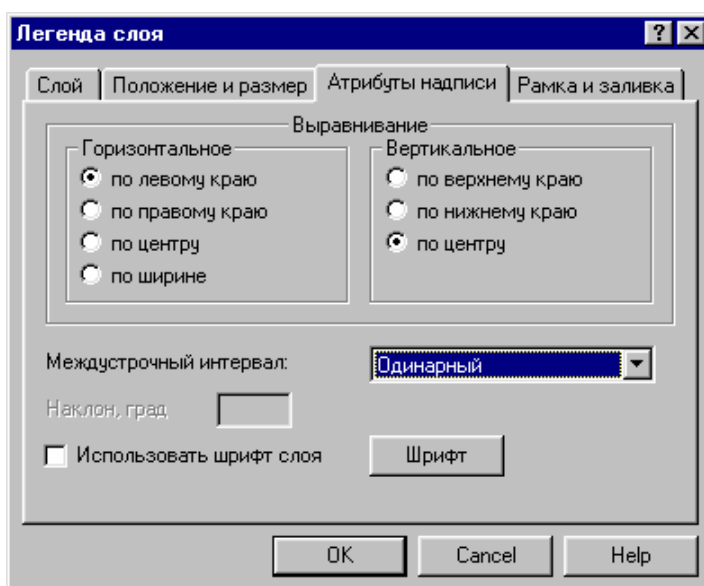 Легенда слоя
Слой Положение и размер Атрибуты надписи Рамка и заливка
Выравнивание
Горизонтальное
по левому краю
по правому краю
по центру
по ширине
Вертикальное
по верхнему краю
по нижнему краю
по центру
Междустрочный интервал: Одинарный
Наклон, град
Использовать шрифт слоя Шрифт
OK Cancel Help